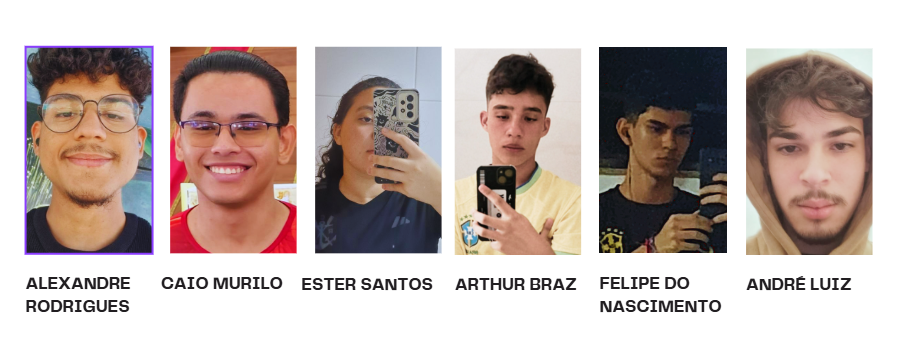 ALEXANDRE
RODRIGUES
CAIO MURILO
ESTER SANTOS
ARTHUR BRAZ
FELIPE DO
NASCIMENTO
ANDRÉ LUIZ